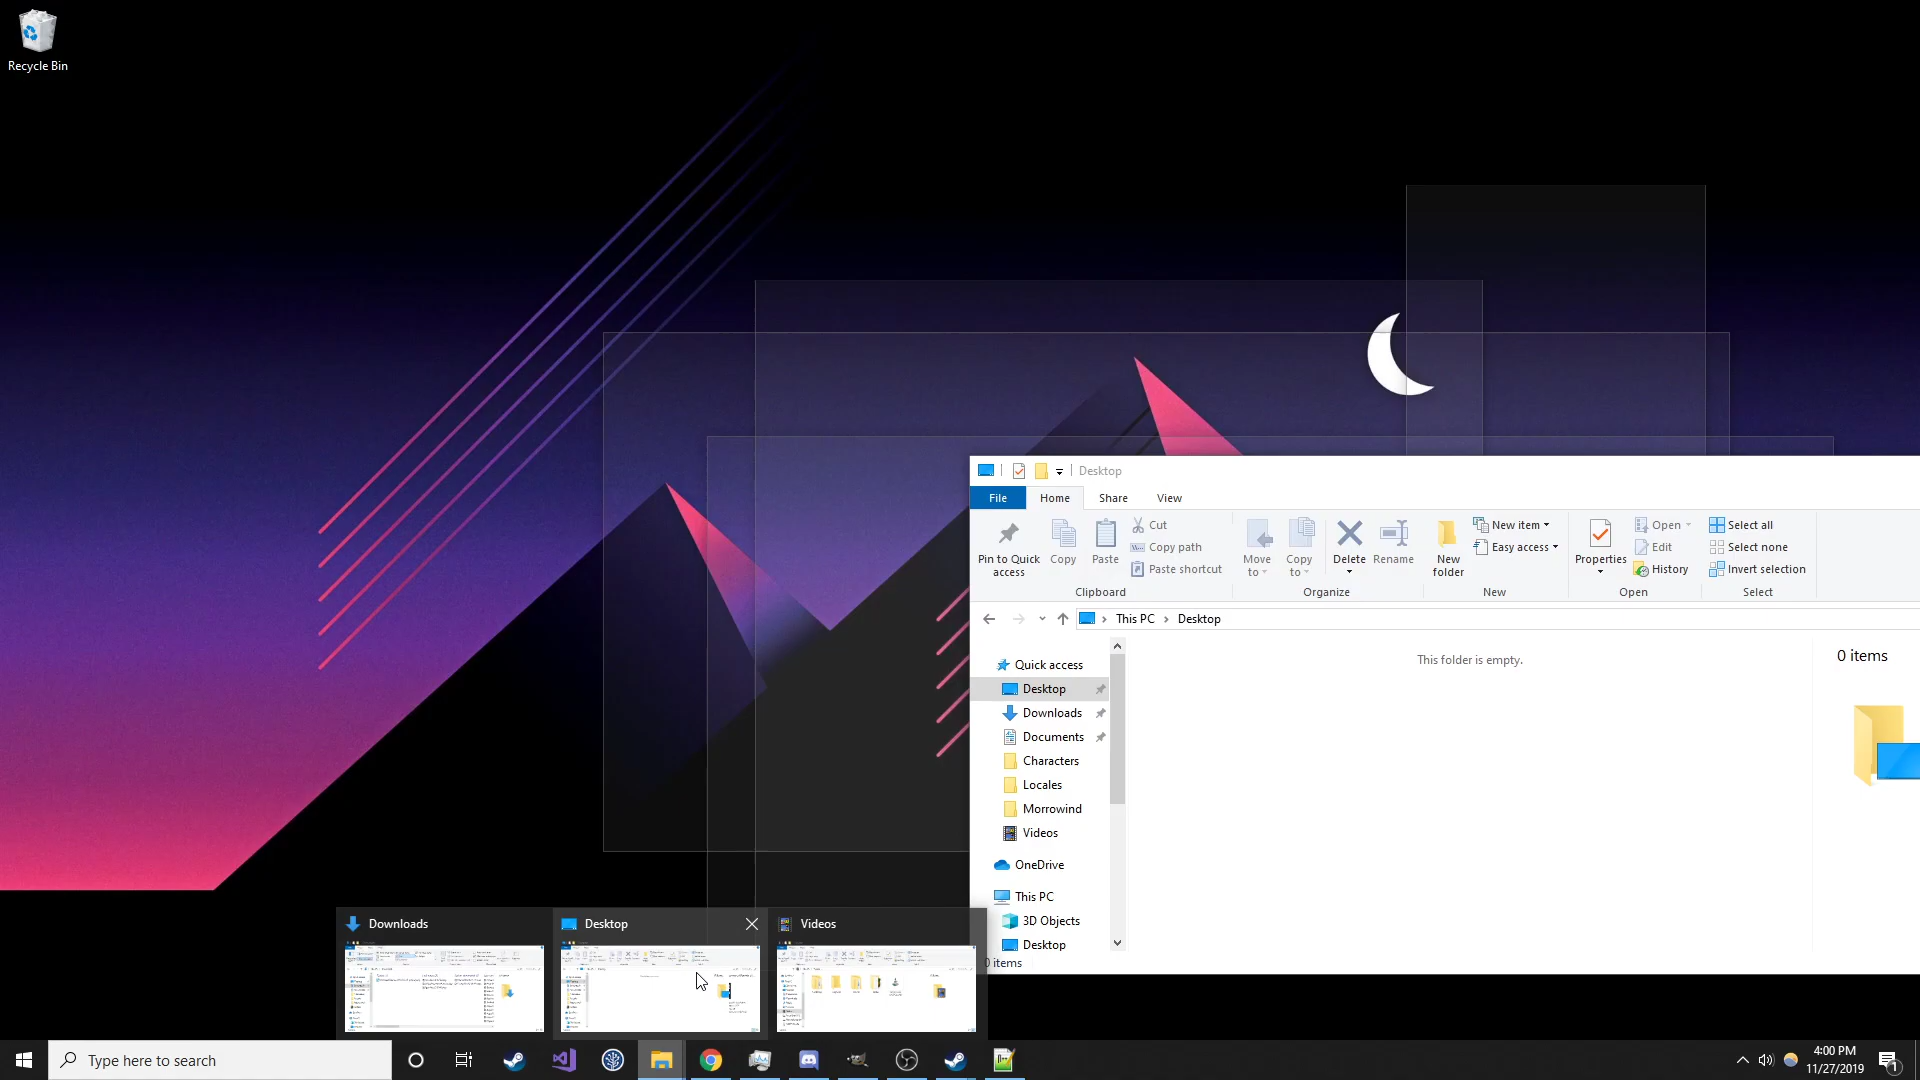 Recycle Bin
Desktop
File Home Share View
Pin to Quick access
Copy
Paste
Cut
Copy path
Paste shortcut
Clipboard
Move to
Copy to
Delete
Rename
Organize
New folder
New item
Easy access
New
Properties
Open
Edit
History
Open
Select all
Select none
Invert selection
Select
This PC > Desktop
Quick access
Desktop
Downloads
Documents
Characters
Locales
Morrowind
Videos
OneDrive
This PC
3D Objects
Desktop
This folder is empty.
0 items
0 items
Downloads
Desktop
Videos
Type here to search
4:00 PM
11/27/2019
1